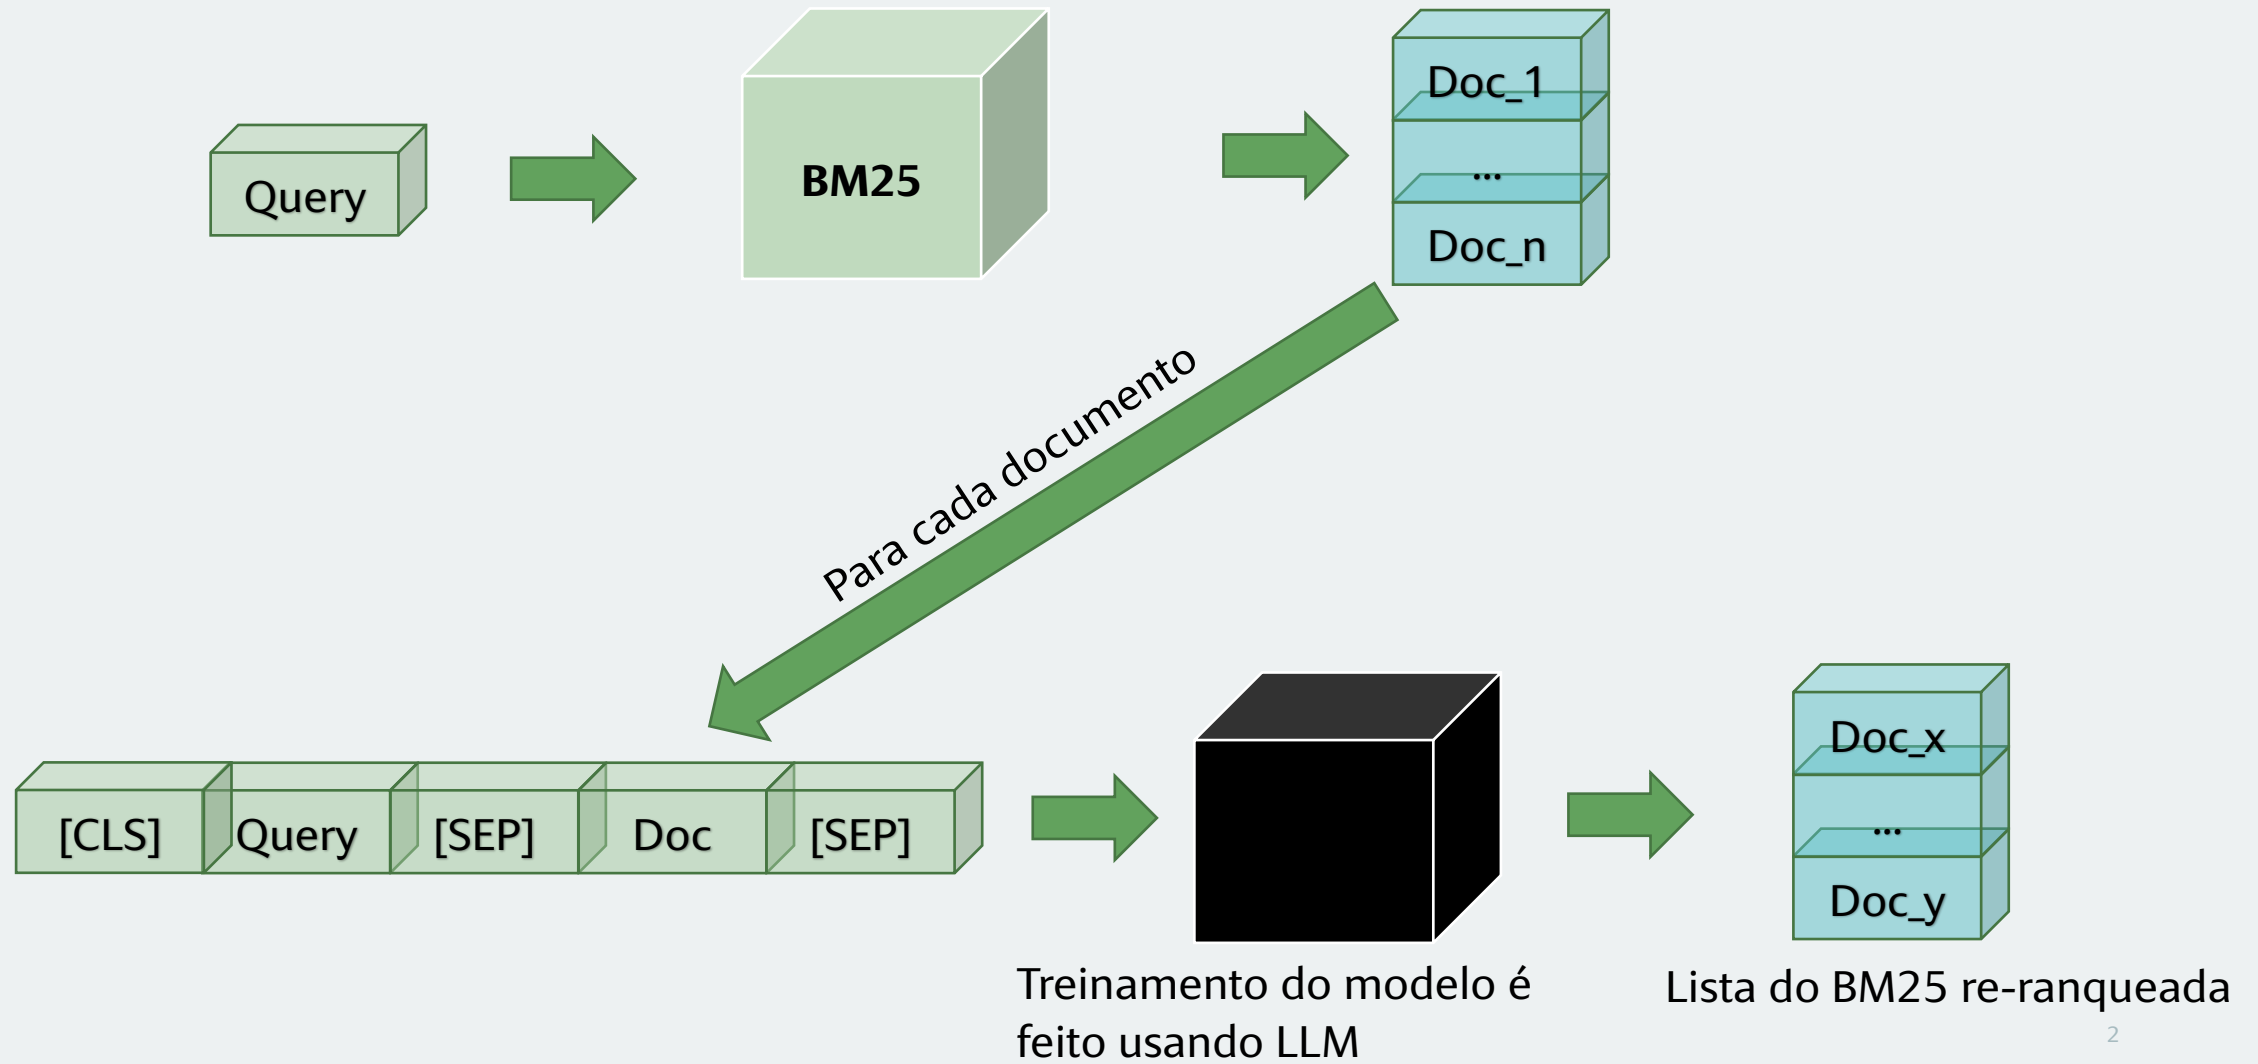 Query
BM25
Doc_1
...
Doc_n
Para cada documento
[CLS] Query [SEP] Doc [SEP]
Doc_x
...
Doc_y
Treinamento do modelo é
feito usando LLM
Lista do BM25 re-ranqueada
2